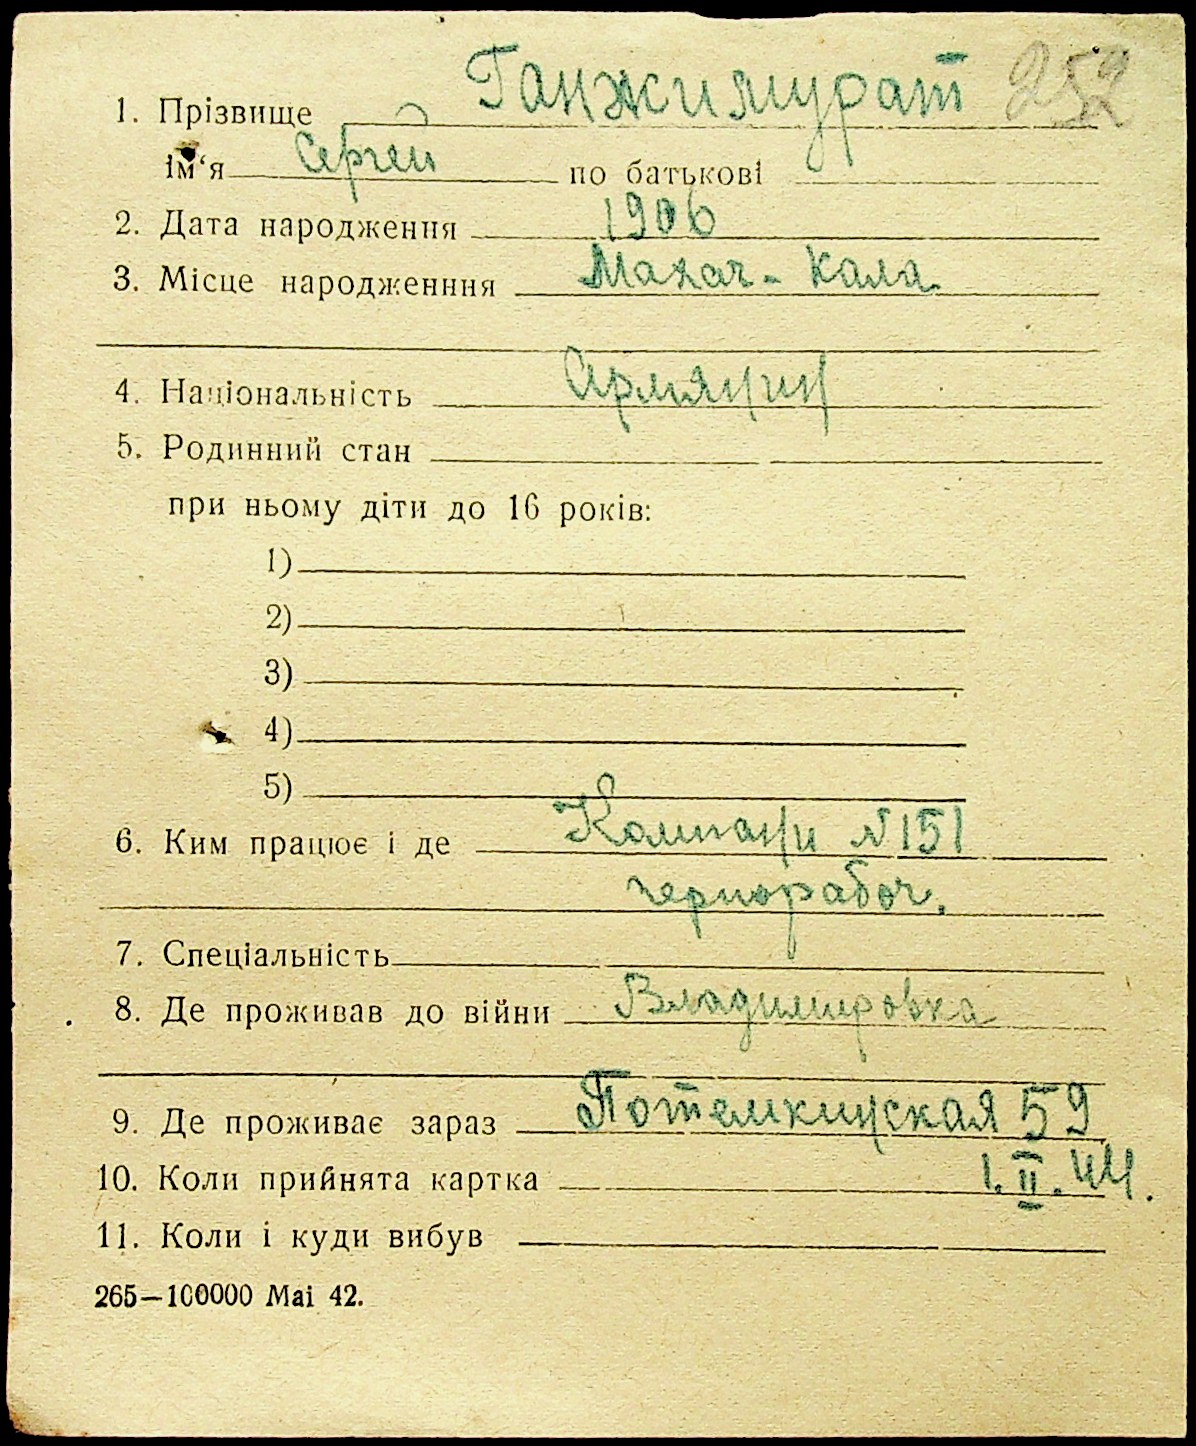 1. Прізвище Ганжимурат 252
ім‘я Сергей по батькові
2. Дата народження 1906
3. Місце народженння Махач-Кала
4. Національність Армянин
5. Родинний стан
при ньому діти до 16 років:
1)
2)
3)
4)
5)
6. Ким працює і де Компани №151
чернорабоч.
7. Спеціальність
8. Де проживав до війни Владимировка
9. Де проживає зараз Потемкинская 59
10. Коли прийнята картка 1.II.44.
11. Коли і куди вибув
265—100000 Mai 42.